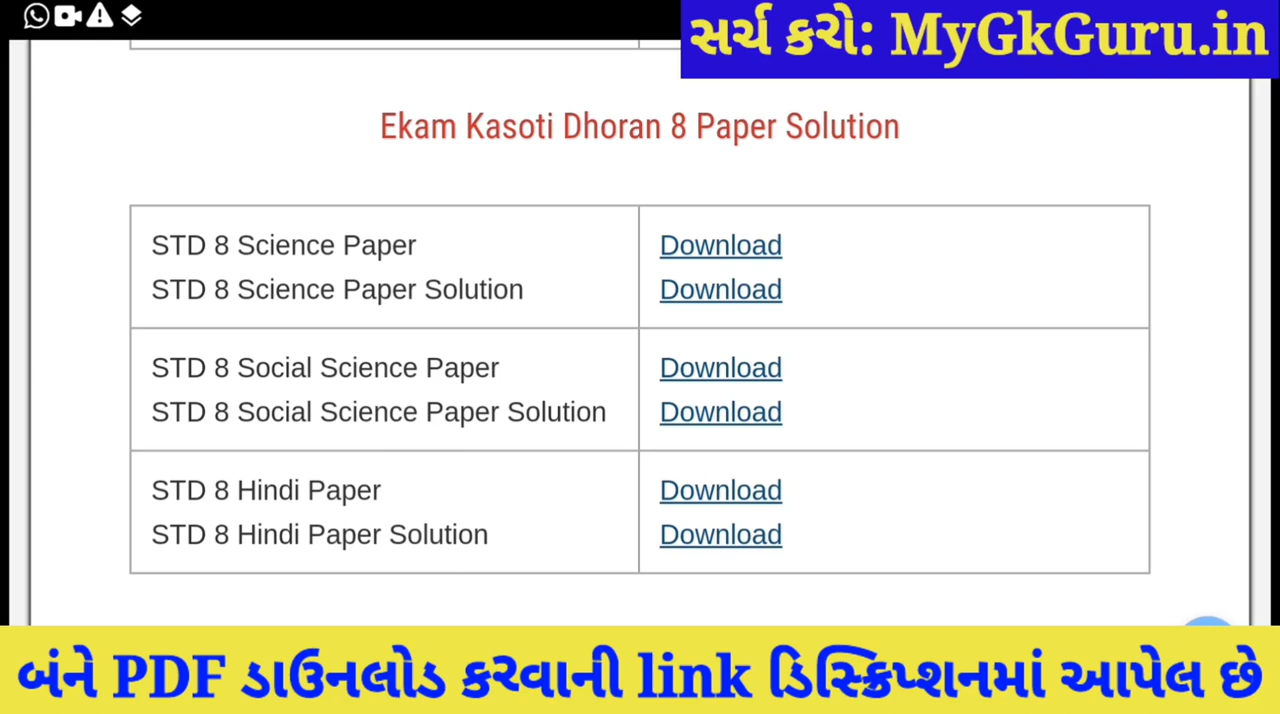 સર્ચ કરો: MyGkGuru.in
Ekam Kasoti Dhoran 8 Paper Solution
STD 8 Science Paper Download
STD 8 Science Paper Solution Download
STD 8 Social Science Paper Download
STD 8 Social Science Paper Solution Download
STD 8 Hindi Paper Download
STD 8 Hindi Paper Solution Download
બંને PDF ડાઉનલોડ કરવાની link ડિસ્ક્રિપ્શનમાં આપેલ છે